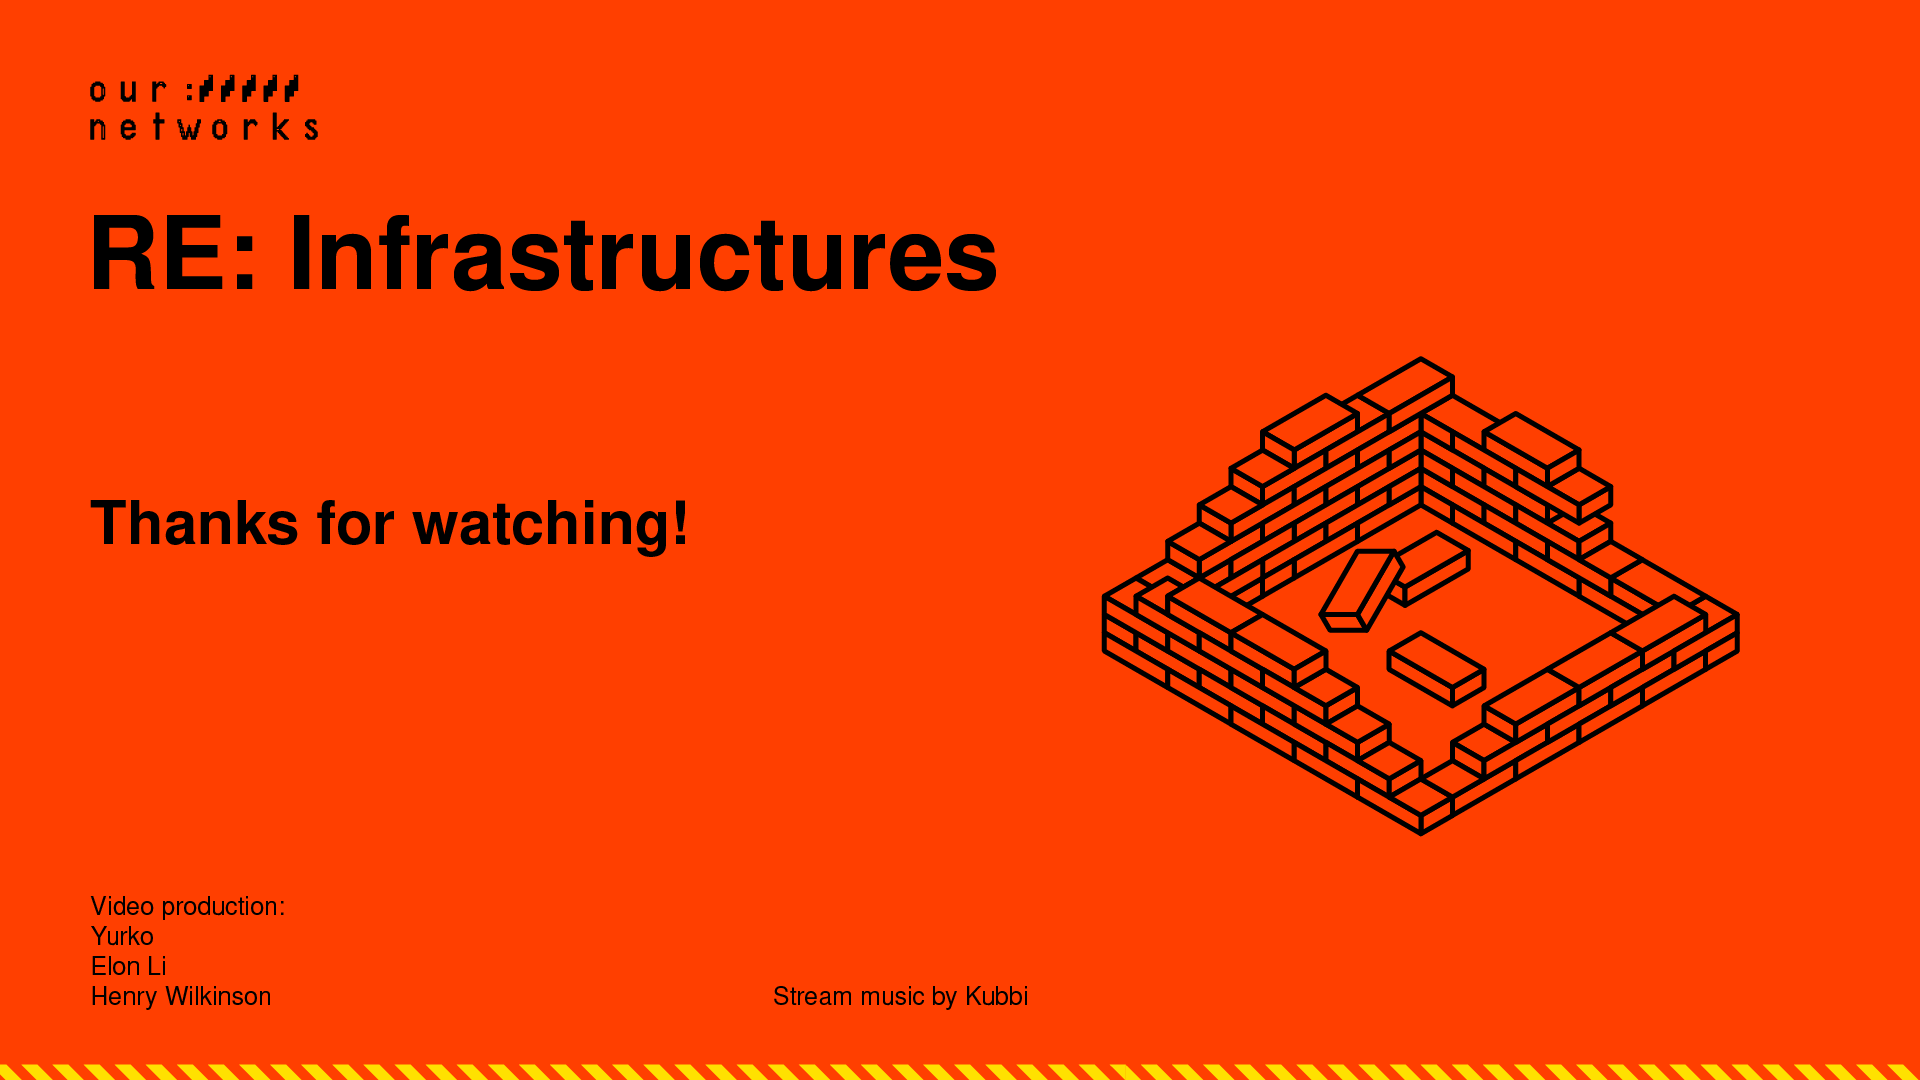 our ://///
networks
RE: Infrastructures
Thanks for watching!
Video production:
Yurko
Elon Li
Henry Wilkinson
Stream music by Kubbi